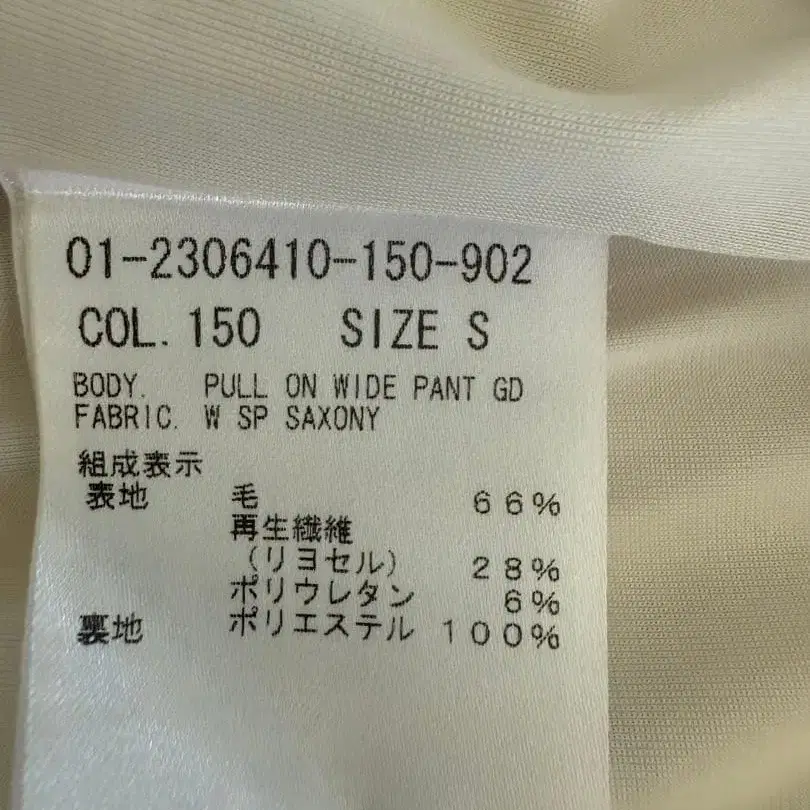 01-2306410-150-902
COL.150 SIZE S
BODY. PULL ON WIDE PANT GD
FABRIC. W SP SAXONY
組成表示
表地 毛 66%
再生繊維
(リヨセル) 28%
ポリウレタン 6%
裏地 ポリエステル 100%